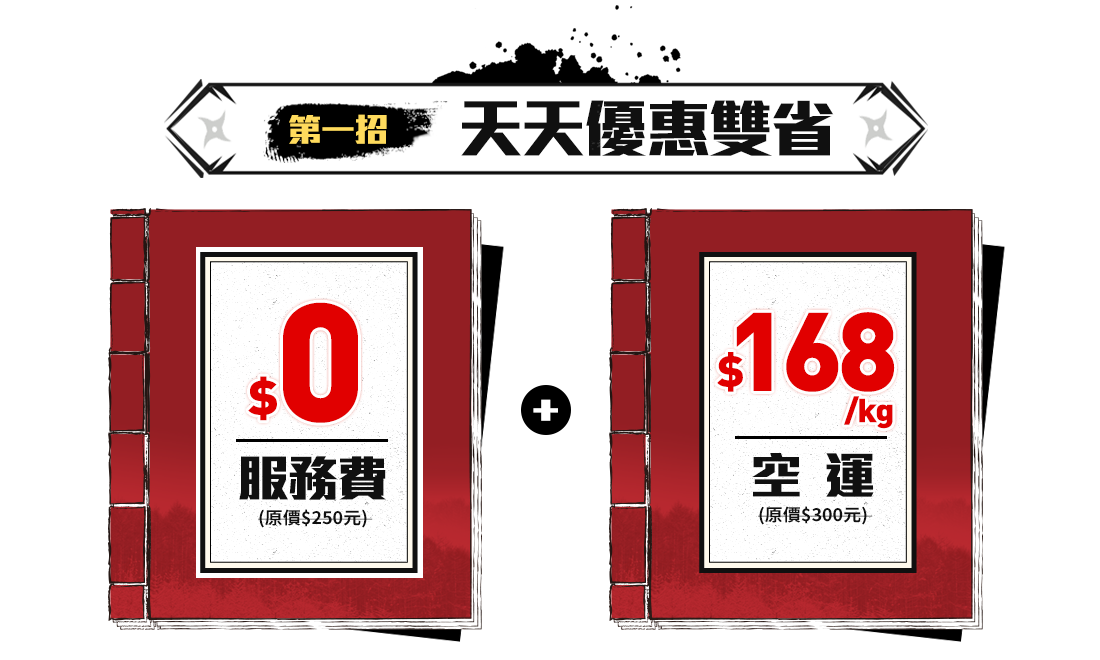 第一招 天天優惠雙省
$0
服務費
(原價$250元)
+
$168
/kg
空運
(原價$300元)